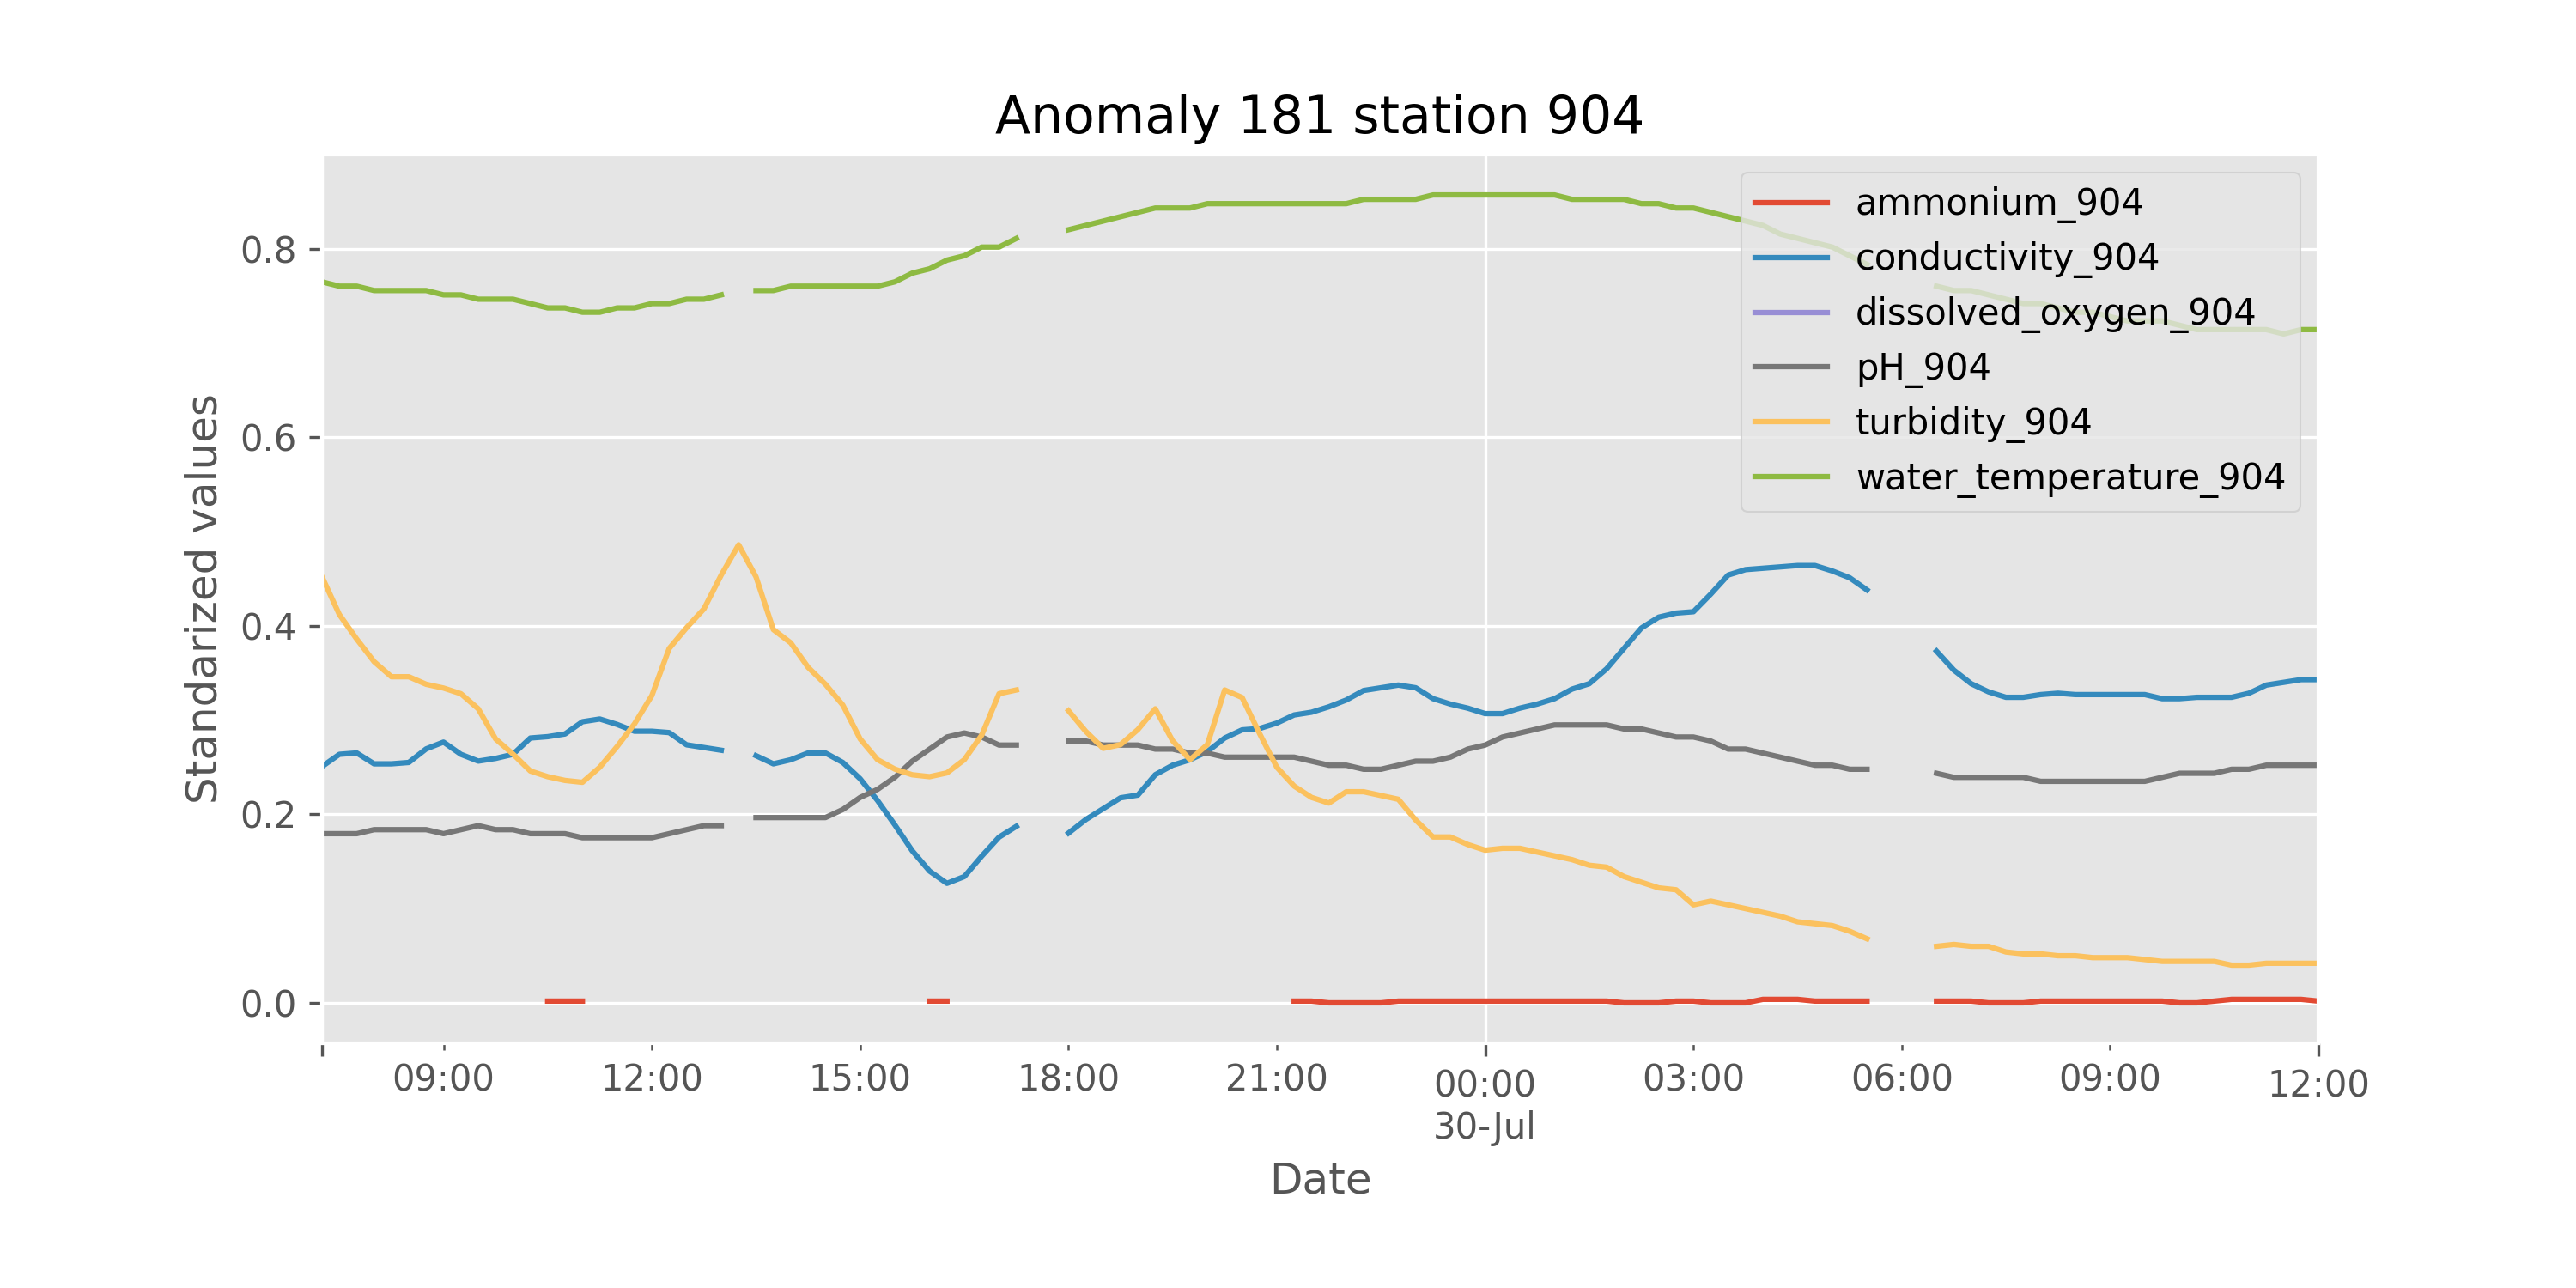 Anomaly 181 station 904
ammonium_904
conductivity_904
dissolved_oxygen_904
pH_904
turbidity_904
water_temperature_904
Standarized values
0.8
0.6
0.4
0.2
0.0
09:00
12:00
15:00
18:00
21:00
00:00
30-Jul
03:00
06:00
09:00
12:00
Date